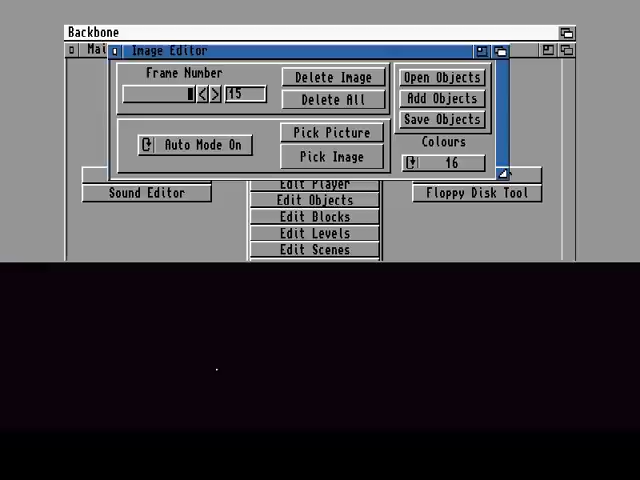 Backbone
Mai
Image Editor
Frame Number
15
Delete Image
Delete All
Auto Mode On
Pick Picture
Pick Image
Open Objects
Add Objects
Save Objects
Colours
16
Sound Editor
Edit Player
Edit Objects
Edit Blocks
Edit Levels
Edit Scenes
Floppy Disk Tool